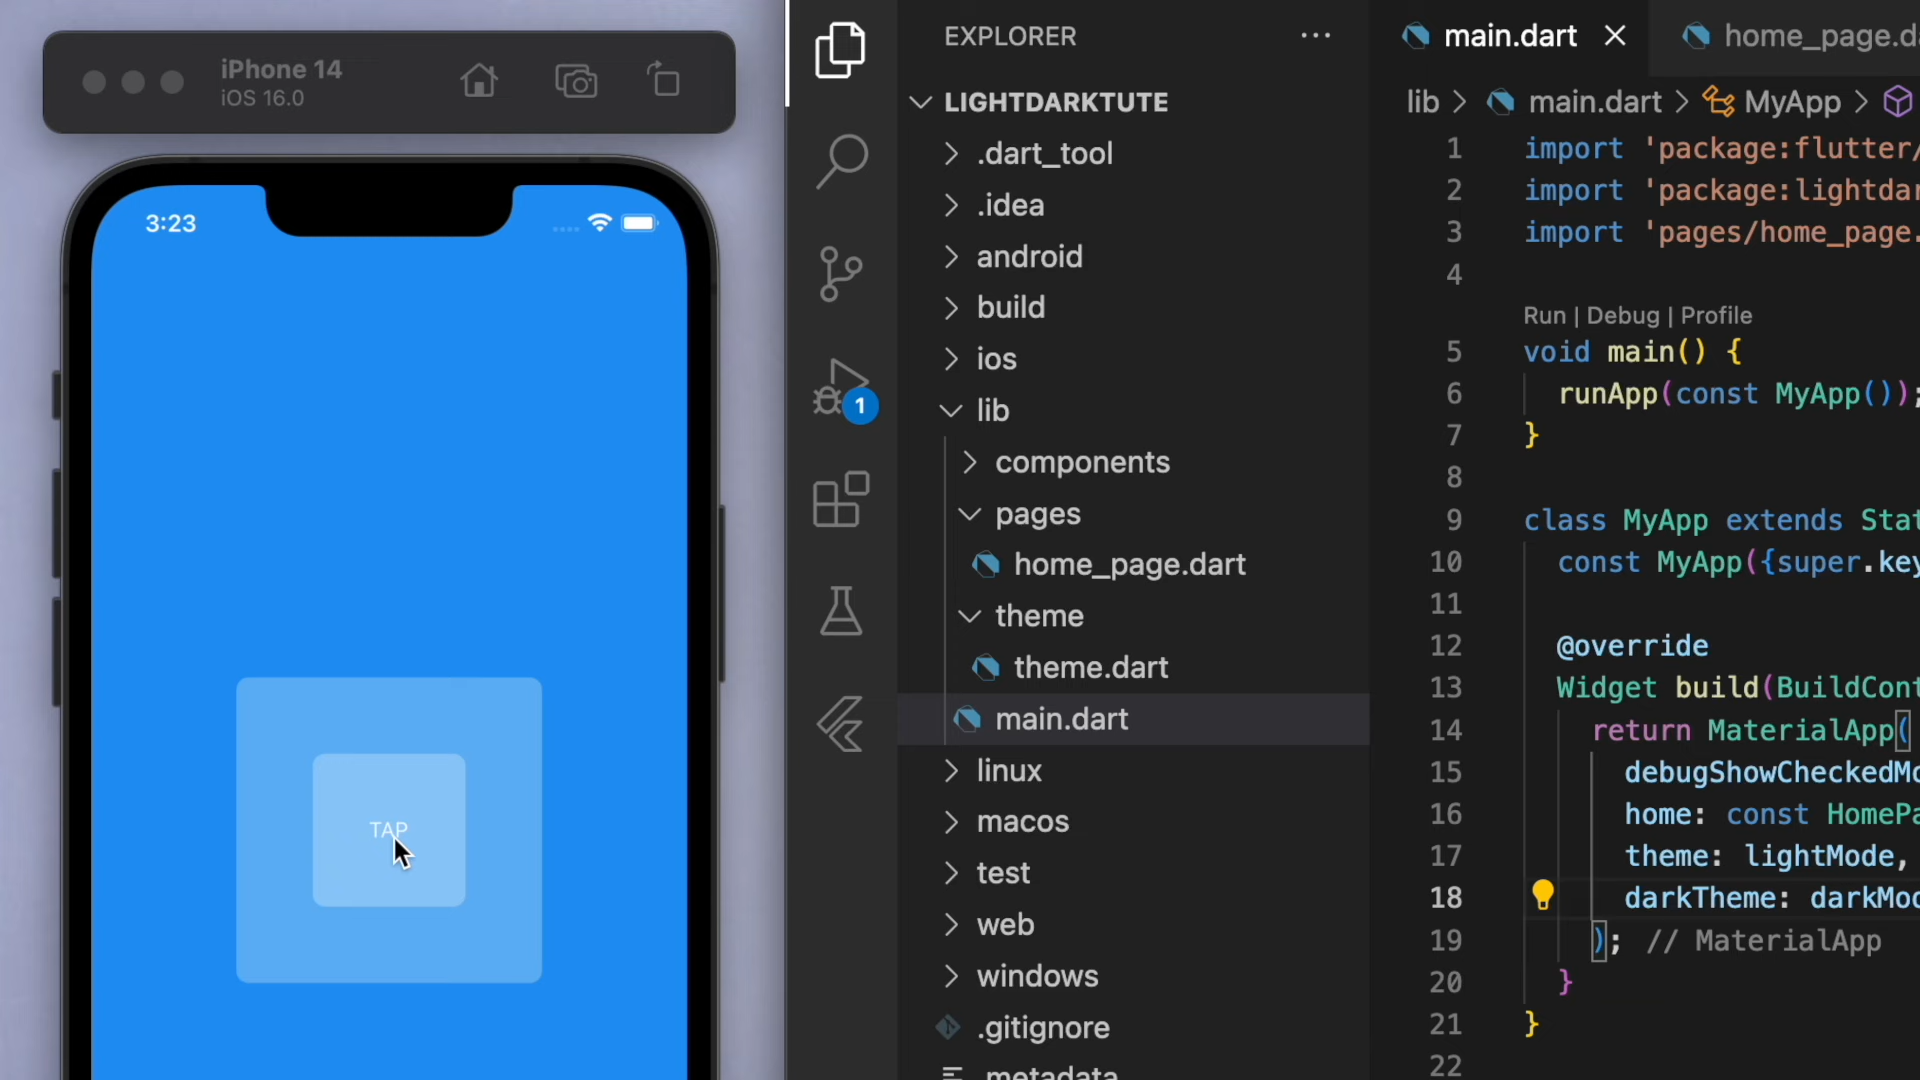 iPhone 14
iOS 16.0
3:23
TAP
1
EXPLORER
LIGHTDARKTUTE
.dart_tool
.idea
android
build
ios
lib
components
pages
home_page.dart
theme
theme.dart
main.dart
linux
macos
test
web
windows
.gitignore
.metadata
main.dart
home_page.da
lib > main.dart > MyApp >
1 import 'package:flutter/
2 import 'package:lightdar
3 import 'pages/home_page.
4
Run | Debug | Profile
5 void main() {
6 runApp(const MyApp());
7 }
8
9 class MyApp extends Stat
10 const MyApp({super.key
11
12 @override
13 Widget build(BuildCont
14 return MaterialApp(
15 debugShowCheckedMo
16 home: const HomePa
17 theme: lightMode,
18 darkTheme: darkMod
19 ); // MaterialApp
20 }
21 }
22